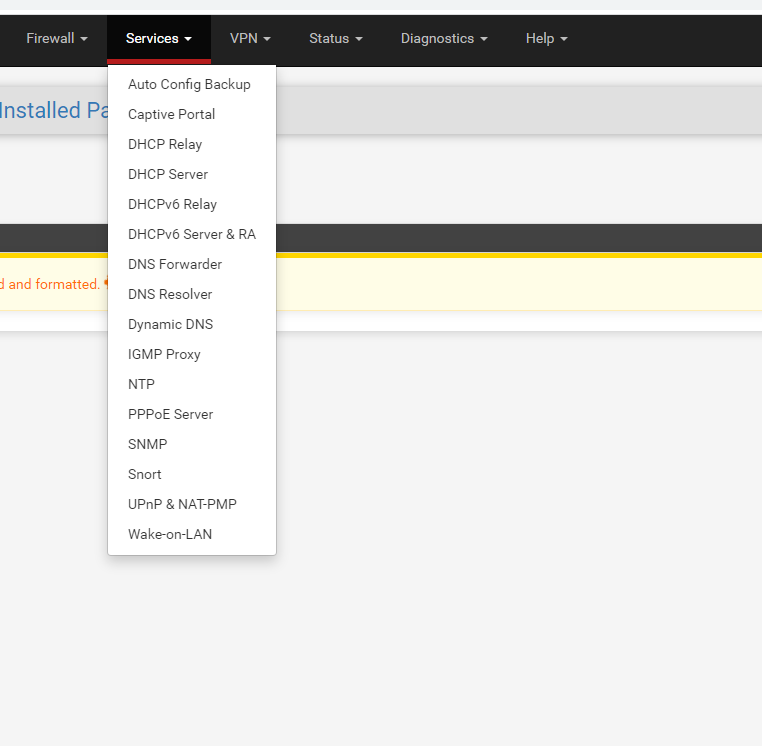 Firewall Services VPN Status Diagnostics Help
Installed
Auto Config Backup
Captive Portal
DHCP Relay
DHCP Server
DHCPv6 Relay
DHCPv6 Server & RA
DNS Forwarder
and formatted.
DNS Resolver
Dynamic DNS
IGMP Proxy
NTP
PPPoE Server
SNMP
Snort
UPnP & NAT-PMP
Wake-on-LAN